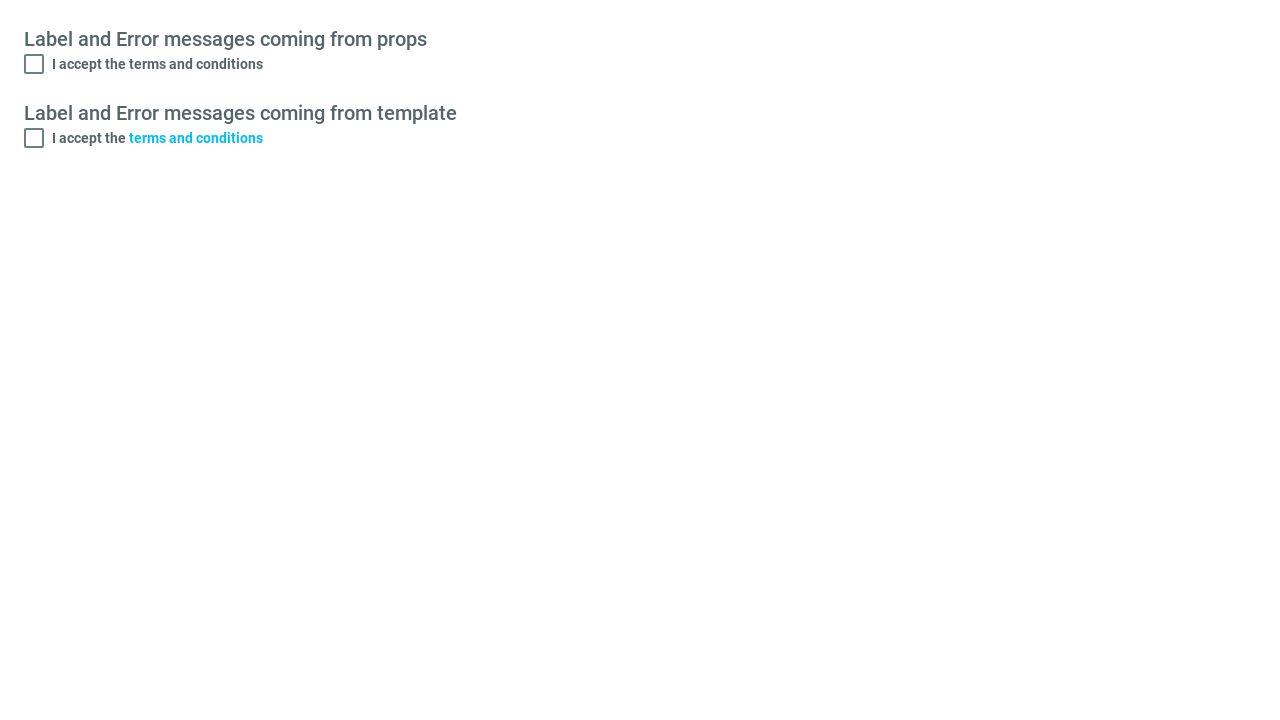 Label and Error messages coming from props
I accept the terms and conditions
Label and Error messages coming from template
I accept the terms and conditions